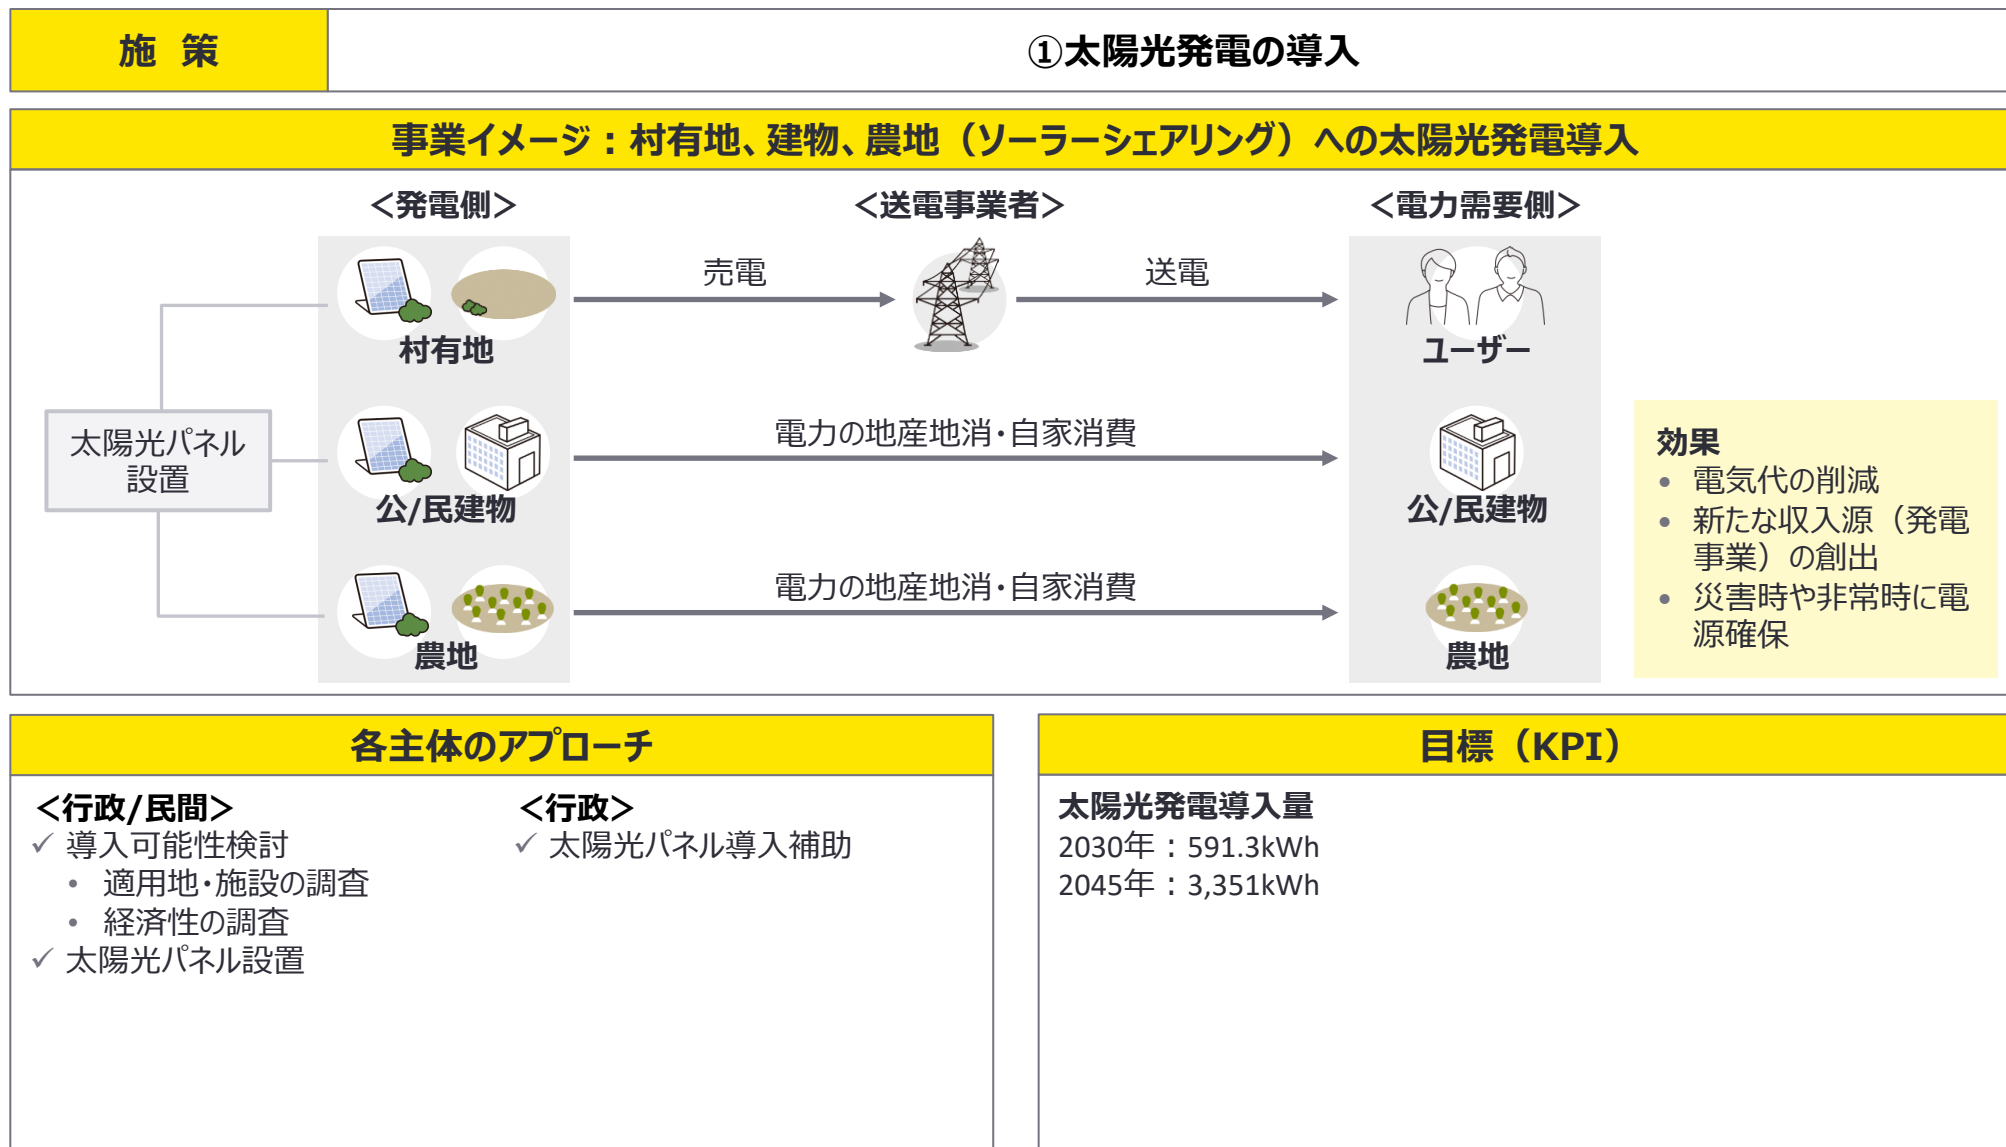 施 策
①太陽光発電の導入
事業イメージ：村有地、建物、農地（ソーラーシェアリング）への太陽光発電導入
＜発電側＞
＜送電事業者＞
＜電力需要側＞
売電
送電
村有地
ユーザー
太陽光パネル
設置
電力の地産地消・自家消費
公/民建物
公/民建物
電力の地産地消・自家消費
農地
農地
効果
• 電気代の削減
• 新たな収入源（発電
事業）の創出
• 災害時や非常時に電
源確保
各主体のアプローチ
＜行政/民間＞
✓ 導入可能性検討
• 適用地・施設の調査
• 経済性の調査
✓ 太陽光パネル設置
＜行政＞
✓ 太陽光パネル導入補助
目標（KPI）
太陽光発電導入量
2030年：591.3kWh
2045年：3,351kWh